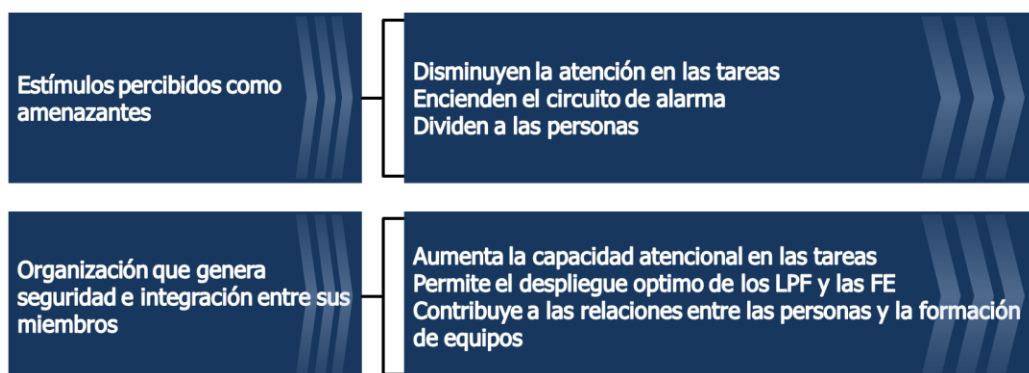 Estímulos percibidos como
amenazantes
Disminuyen la atención en las tareas
Encienden el circuito de alarma
Dividen a las personas
Organización que genera
seguridad e integración entre sus
miembros
Aumenta la capacidad atencional en las tareas
Permite el despliegue optimo de los LPF y las FE
Contribuye a las relaciones entre las personas y la formación
de equipos